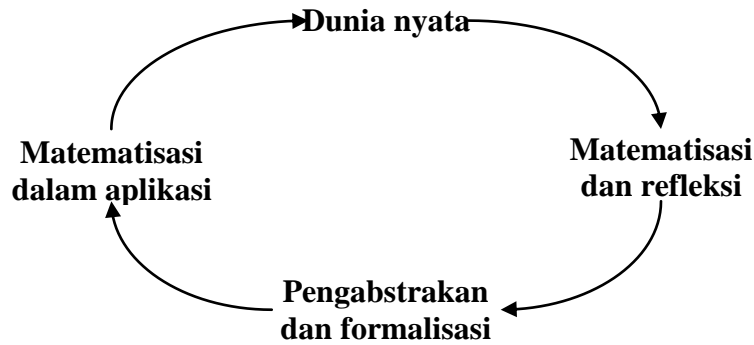 Dunia nyata
Matematisasi
dan refleksi
Pengabstrakan
dan formalisasi
Matematisasi
dalam aplikasi